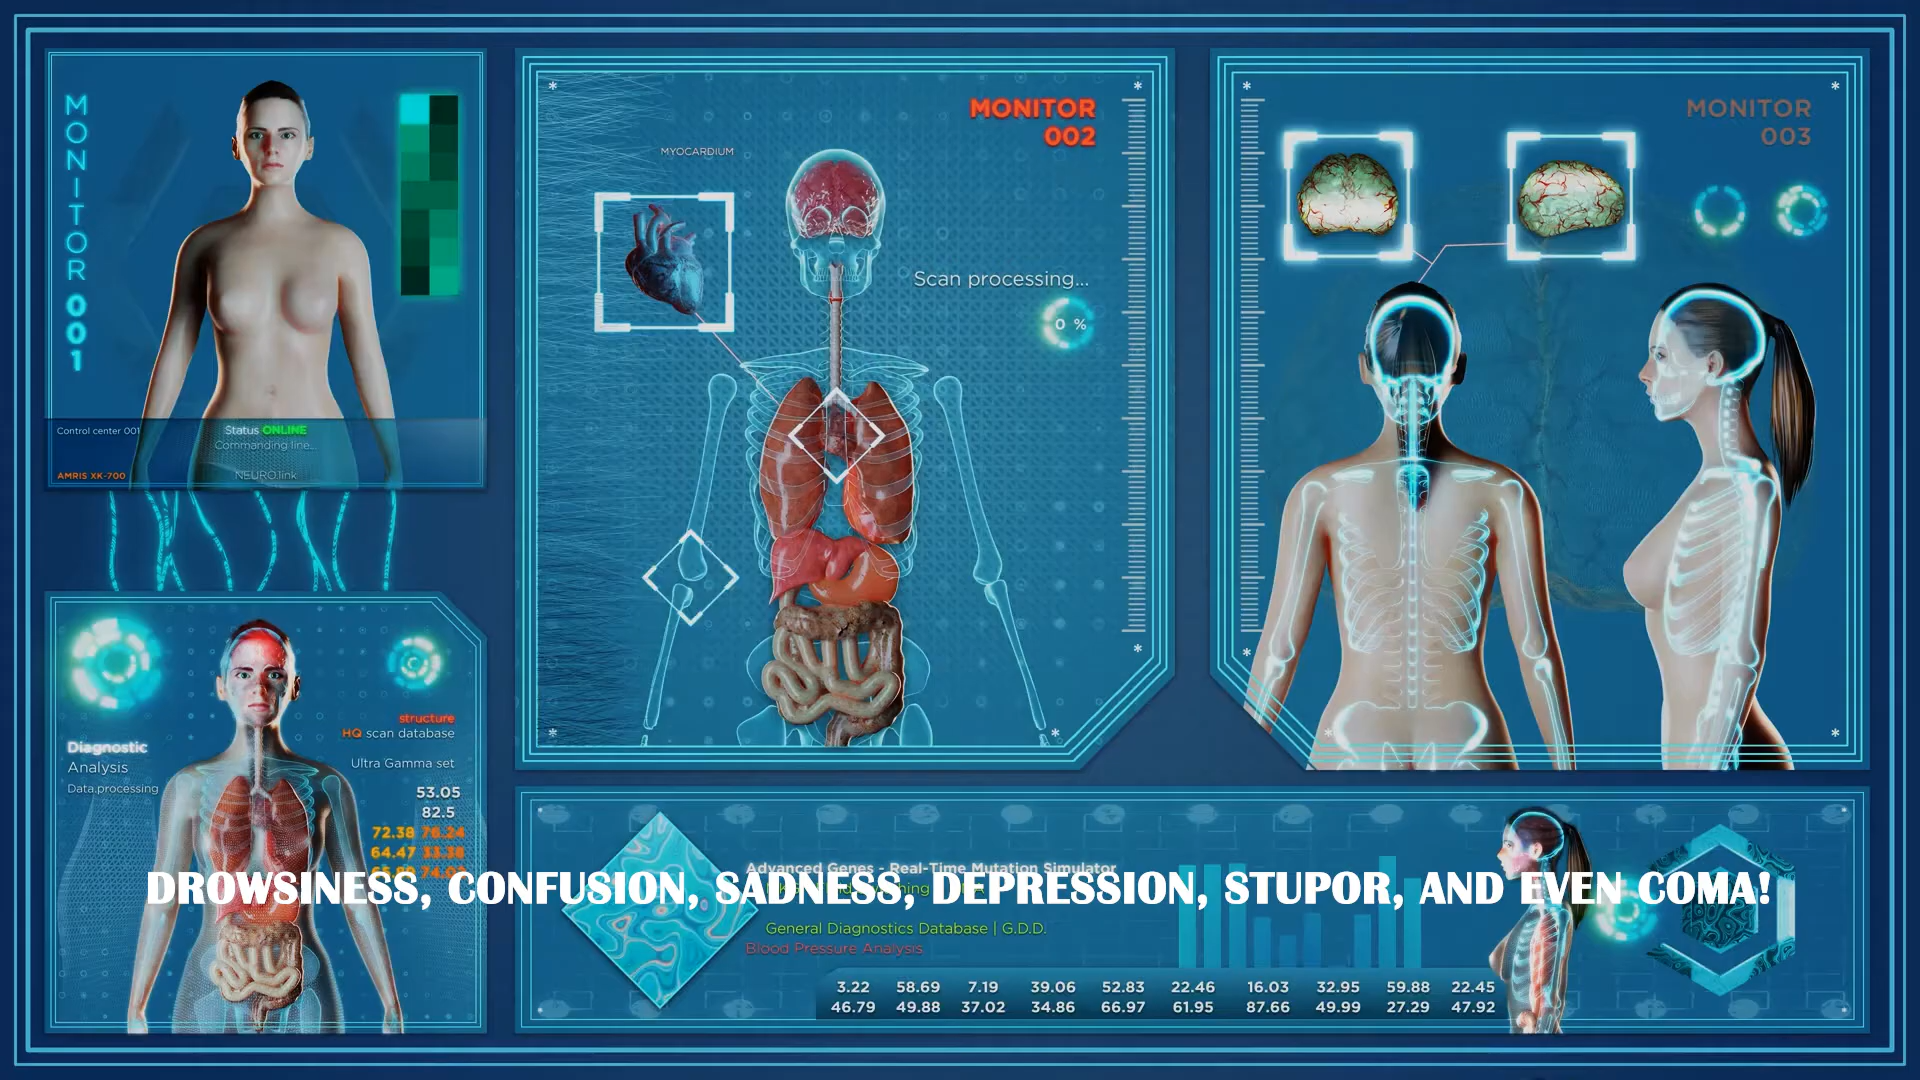 MONITOR 001
Control center 001
Status ONLINE
Commanding line...
AMRIS XK-700
NEURO.link
MONITOR
002
MYOCARDIUM
Scan processing...
0 %
MONITOR
003
structure
HQ scan database
Ultra Gamma set
Diagnostic
Analysis
Data.processing
53.05
82.5
72.38 76.24
64.47 33.38
Advanced Genes - Real-Time Mutation Simulator
DROWSINESS, CONFUSION, SADNESS, DEPRESSION, STUPOR, AND EVEN COMA!
General Diagnostics Database | G.D.D.
Blood Pressure Analysis
3.22 58.69 7.19 39.06 52.83 22.46 16.03 32.95 59.88 22.45
46.79 49.88 37.02 34.86 66.97 61.95 87.66 49.99 27.29 47.92